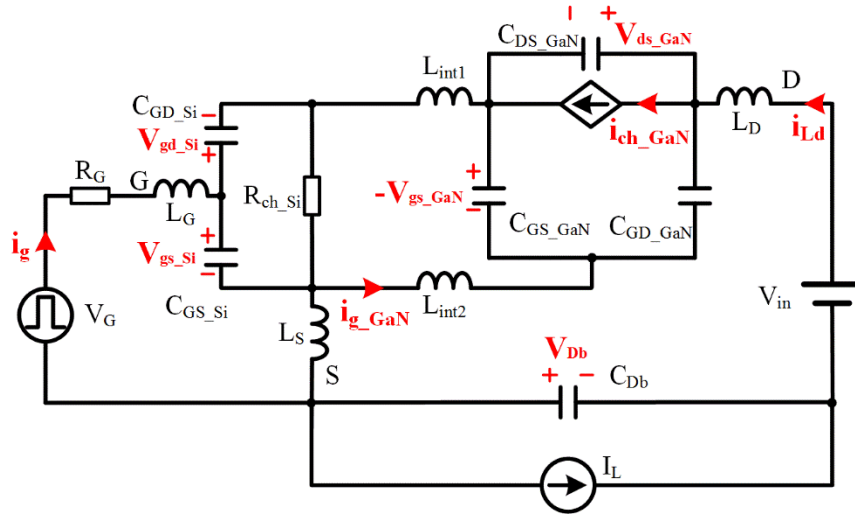 C_DS_GaN
V_ds_GaN
L_int1
D
C_GD_Si
V_gd_Si
L_D
i_Ld
i_ch_GaN
R_G
G
L_G
R_ch_Si
-V_gs_GaN
C_GS_GaN
C_GD_GaN
i_g
V_gs_Si
C_GS_Si
i_g_GaN
L_int2
V_in
V_G
L_S
S
V_Db
C_Db
I_L